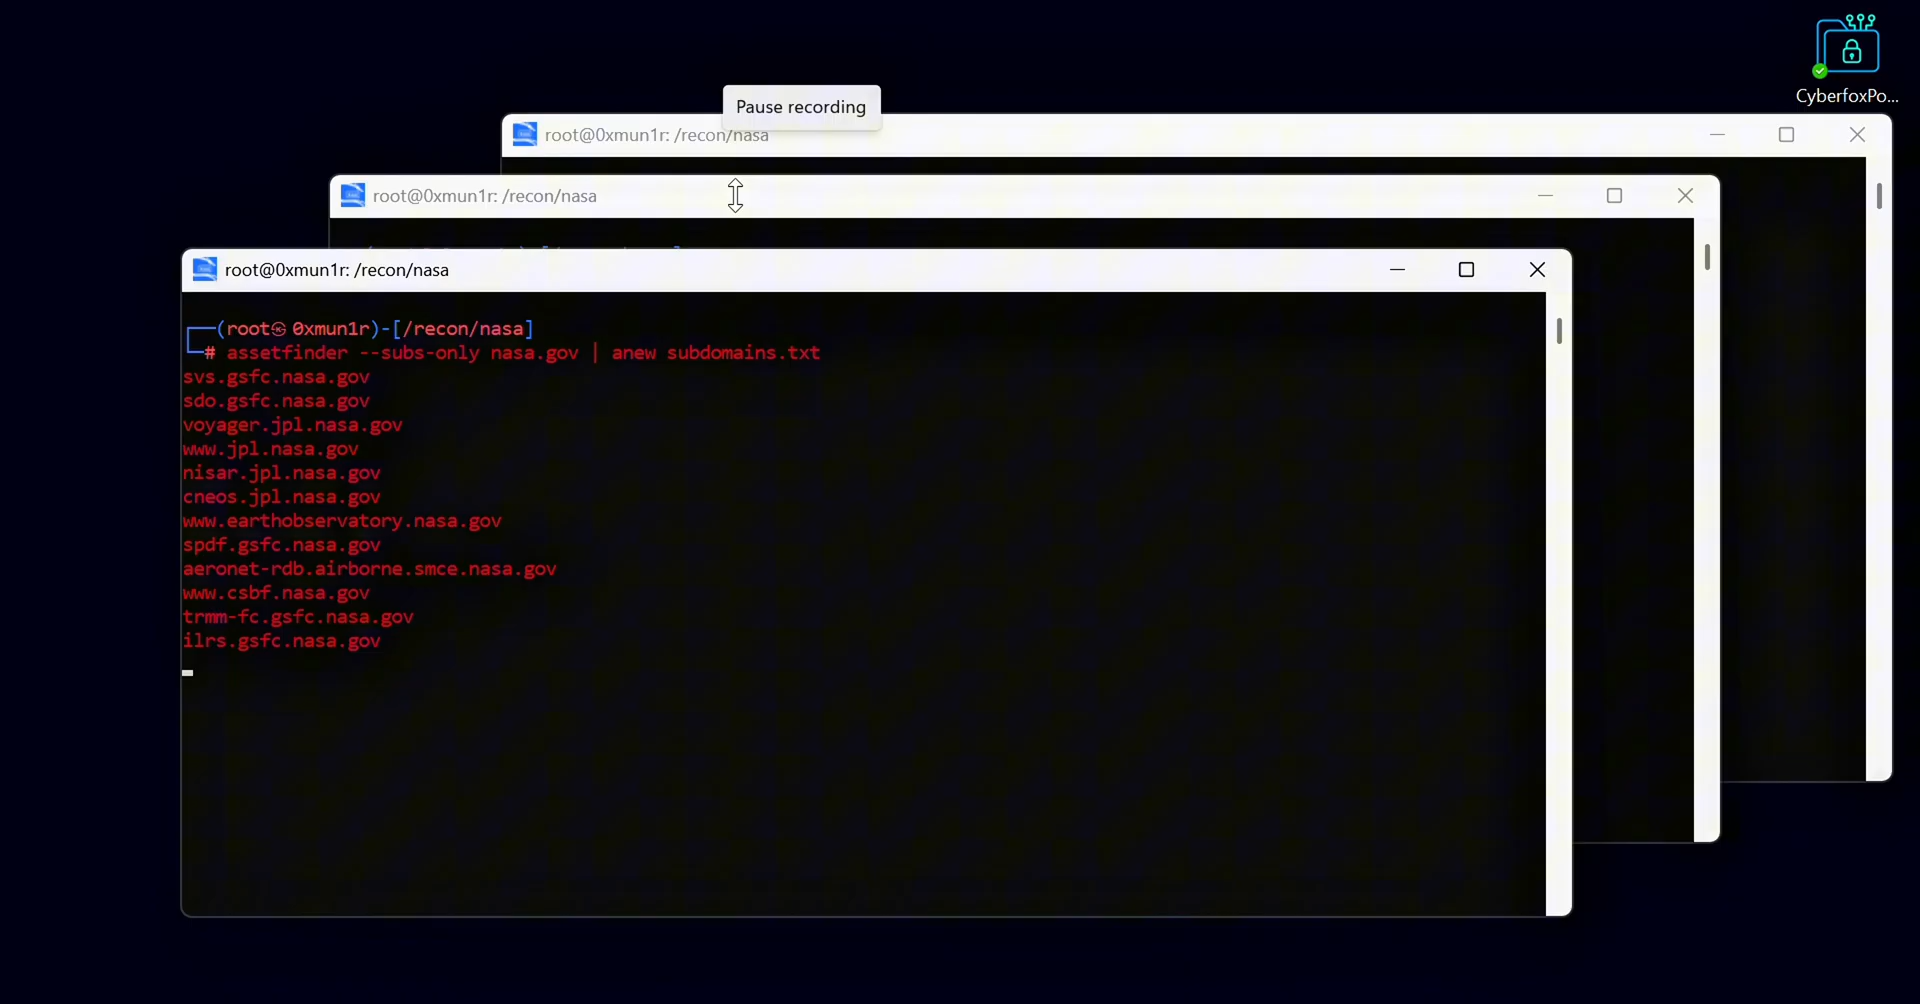 CyberfoxPo...
Pause recording
root@0xmun1r: /recon/nasa
root@0xmun1r: /recon/nasa
root@0xmun1r: /recon/nasa
┌──(root㉿0xmun1r)-[/recon/nasa]
└─# assetfinder --subs-only nasa.gov | anew subdomains.txt
svs.gsfc.nasa.gov
sdo.gsfc.nasa.gov
voyager.jpl.nasa.gov
www.jpl.nasa.gov
nisar.jpl.nasa.gov
cneos.jpl.nasa.gov
www.earthobservatory.nasa.gov
spdf.gsfc.nasa.gov
aeronet-rdb.airborne.smce.nasa.gov
www.csbf.nasa.gov
trmm-fc.gsfc.nasa.gov
ilrs.gsfc.nasa.gov